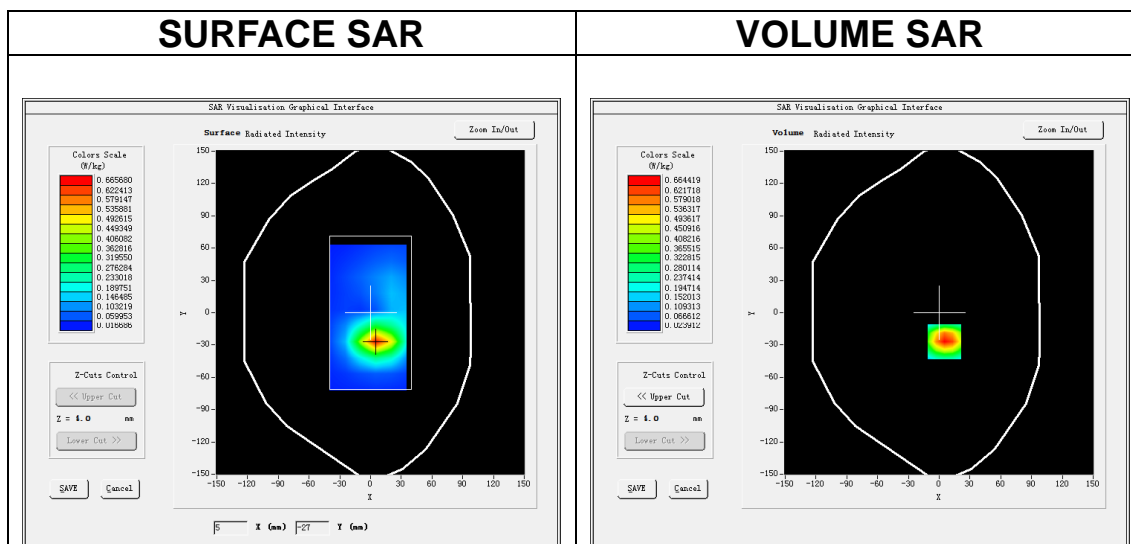 SURFACE SAR
SAR Visualisation Graphical Interface
Surface Radiated Intensity
Zoom In/Out
Colors Scale
(W/kg)
0.665680
0.622413
0.579147
0.535881
0.492615
0.449349
0.406082
0.362816
0.319550
0.276284
0.233018
0.189751
0.146485
0.103219
0.059953
0.016686
150
120
90
60
30
0
-30
-60
-90
-120
-150
Y
-150 -120 -90 -60 -30 0 30 60 90 120 150
X
Z-Cuts Control
<< Upper Cut
Z = 4.0 mm
Lower Cut >>
SAVE Cancel
5 X (mm) -27 Y (mm)
VOLUME SAR
SAR Visualisation Graphical Interface
Volume Radiated Intensity
Zoom In/Out
Colors Scale
(W/kg)
0.664419
0.621718
0.579018
0.536317
0.493617
0.450916
0.408216
0.365515
0.322815
0.280114
0.237414
0.194714
0.152013
0.109313
0.066612
0.023912
150
120
90
60
30
0
-30
-60
-90
-120
-150
Y
-150 -120 -90 -60 -30 0 30 60 90 120 150
X
Z-Cuts Control
<< Upper Cut
Z = 4.0 mm
Lower Cut >>
SAVE Cancel